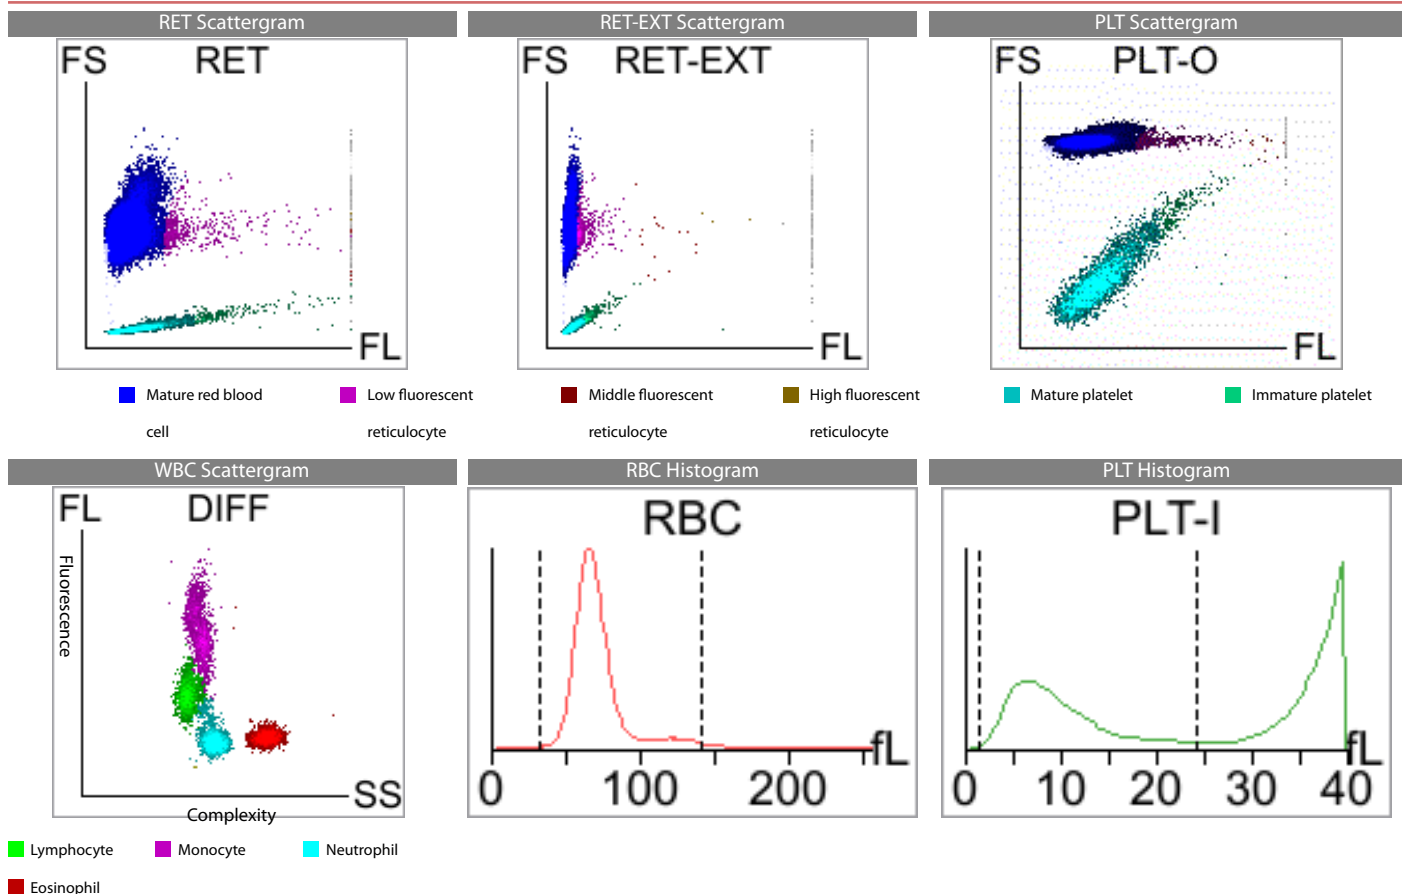 RET Scattergram
RET-EXT Scattergram
PLT Scattergram
FS RET
FL
FS RET-EXT
FL
FS PLT-O
FL
Mature red blood
cell
Low fluorescent
reticulocyte
Middle fluorescent
reticulocyte
High fluorescent
reticulocyte
Mature platelet
Immature platelet
WBC Scattergram
RBC Histogram
PLT Histogram
FL DIFF
Fluorescence
SS
Complexity
RBC
fL
0 100 200
PLT-I
fL
0 10 20 30 40
Lymphocyte
Monocyte
Neutrophil
Eosinophil